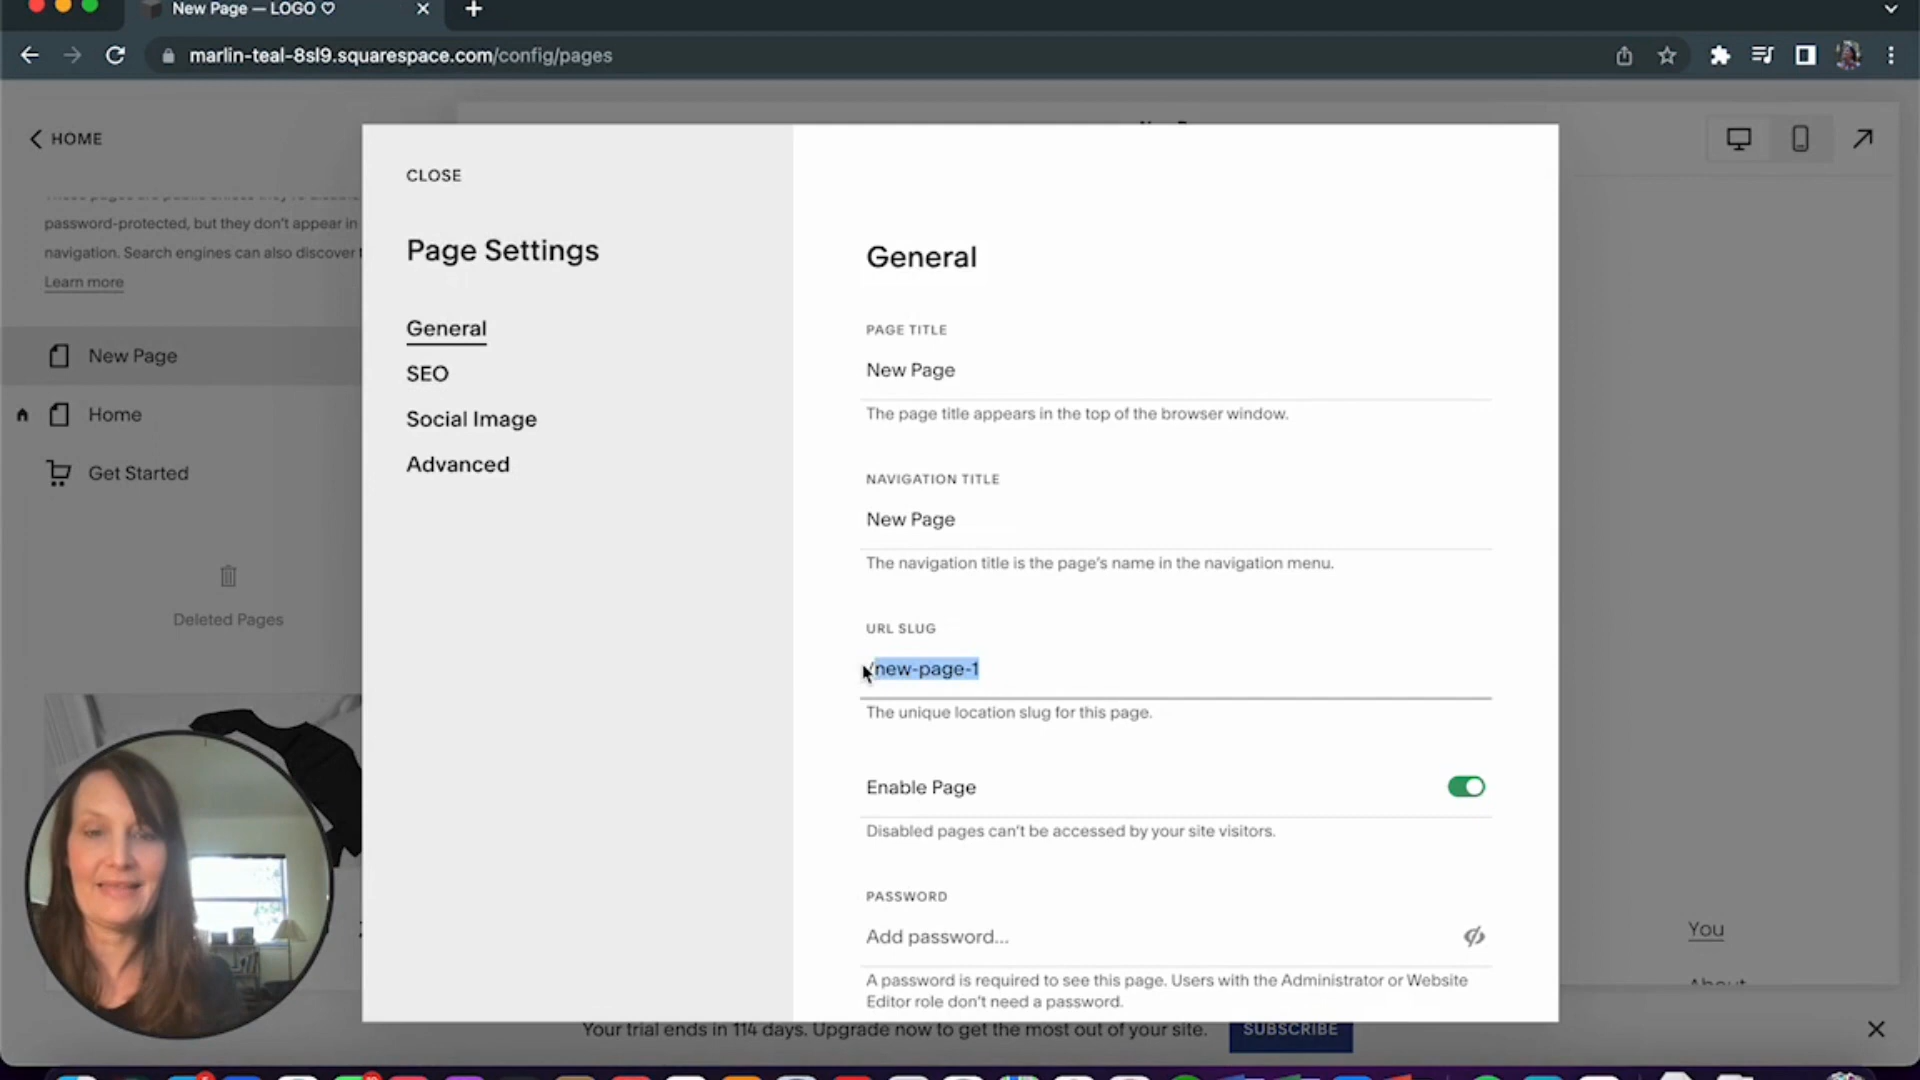 New Page — LOGO ♡
marlin-teal-8sl9.squarespace.com/config/pages
HOME
password-protected, but they don't appear in
navigation. Search engines can also discover
Learn more
New Page
Home
Get Started
Deleted Pages
CLOSE
Page Settings
General
SEO
Social Image
Advanced
General
PAGE TITLE
New Page
The page title appears in the top of the browser window.
NAVIGATION TITLE
New Page
The navigation title is the page's name in the navigation menu.
URL SLUG
/new-page-1
The unique location slug for this page.
Enable Page
Disabled pages can't be accessed by your site visitors.
PASSWORD
Add password...
A password is required to see this page. Users with the Administrator or Website
Editor role don't need a password.
You
About
Your trial ends in 114 days. Upgrade now to get the most out of your site.
SUBSCRIBE